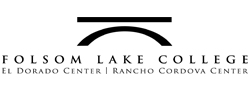 FOLSOM LAKE COLLEGE
EL DORADO CENTER | RANCHO CORDOVA CENTER